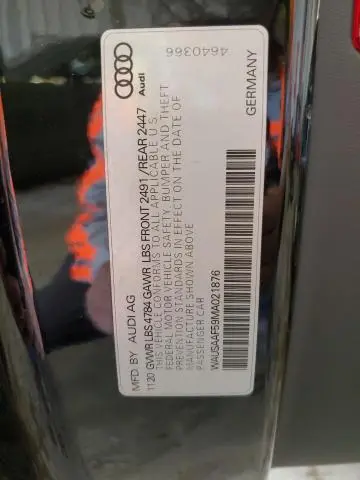 Audi
4640366
MFD BY AUDI AG
1120 GVWR LBS 4784 GAWR LBS FRONT 2491 /REAR 2447
THIS VEHICLE CONFORMS TO ALL APPLICABLE U.S.
FEDERAL MOTOR VEHICLE SAFETY, BUMPER AND THEFT
PREVENTION STANDARDS IN EFFECT ON THE DATE OF
MANUFACTURE SHOWN ABOVE
PASSENGER CAR
WAUSAAF59MA021876
GERMANY